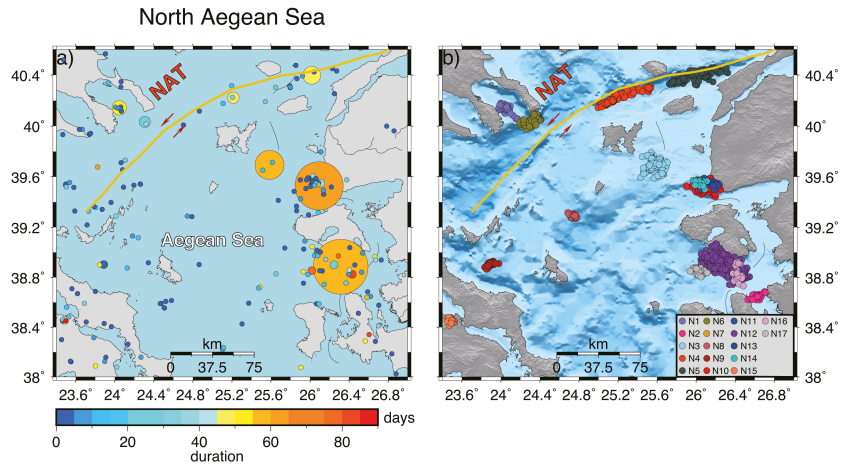 North Aegean Sea
a)
NAT
40.4˚
40˚
39.6˚
39.2˚
38.8˚
38.4˚
38˚
Aegean Sea
km
0 37.5 75
23.6˚ 24˚ 24.4˚ 24.8˚ 25.2˚ 25.6˚ 26˚ 26.4˚ 26.8˚
0 20 40 60 80
days
duration
b)
NAT
40.4˚
40˚
39.6˚
39.2˚
38.8˚
38.4˚
38˚
km
0 37.5 75
N1 N6 N11 N16
N2 N7 N12 N17
N3 N8 N13
N4 N9 N14
N5 N10 N15
23.6˚ 24˚ 24.4˚ 24.8˚ 25.2˚ 25.6˚ 26˚ 26.4˚ 26.8˚